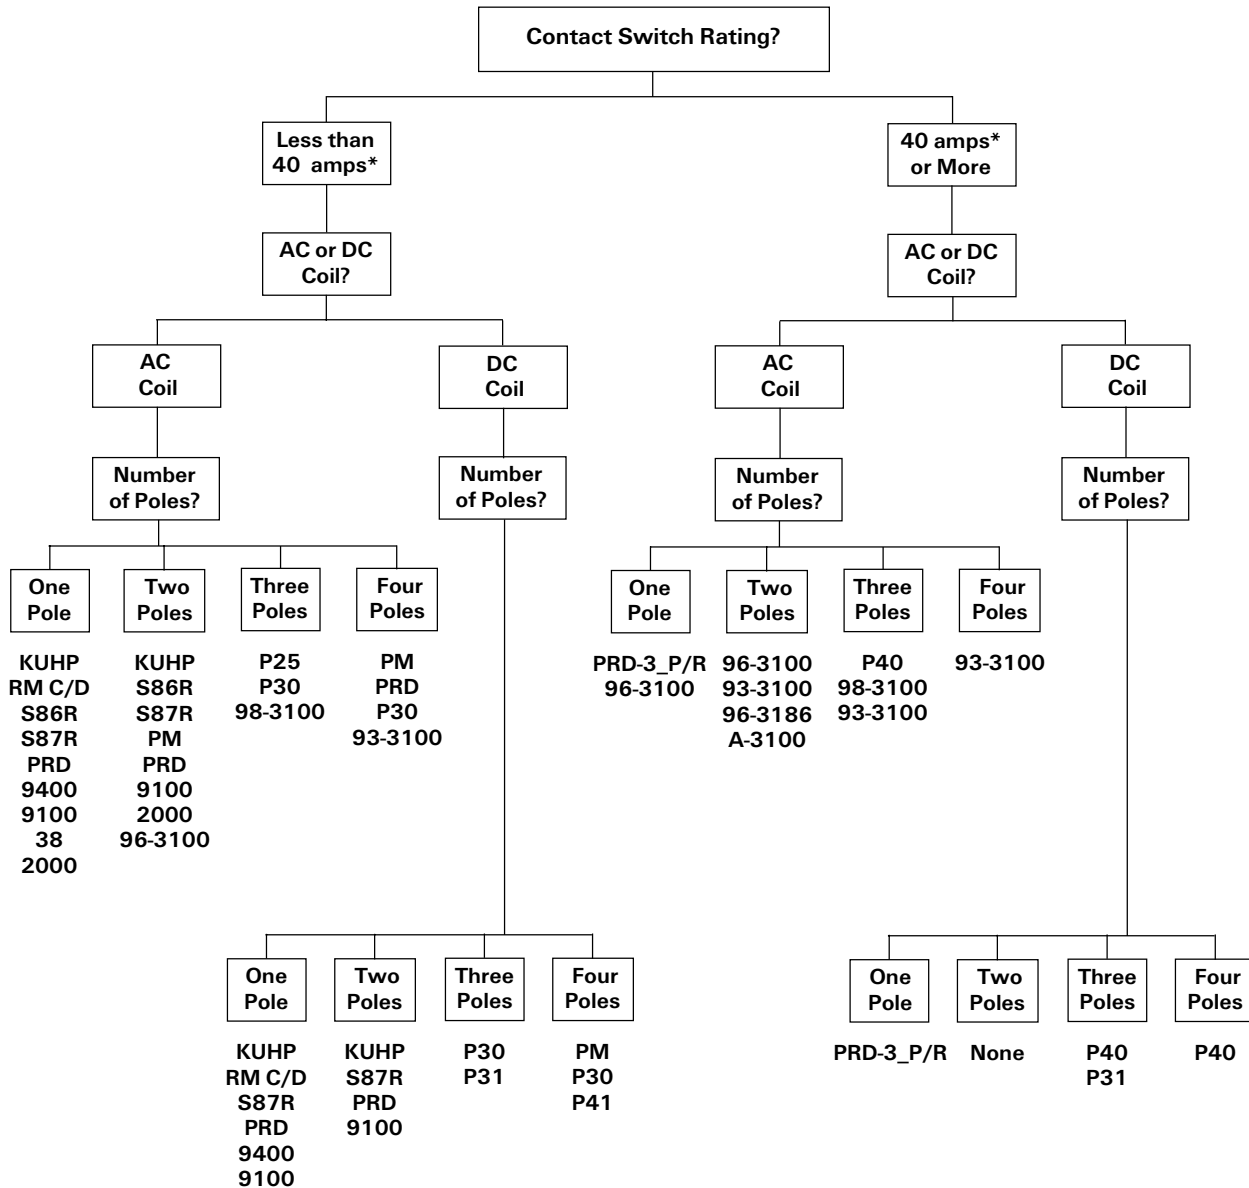 Contact Switch Rating?
Less than
40 amps*
40 amps*
or More
AC or DC
Coil?
AC or DC
Coil?
AC
Coil
DC
Coil
AC
Coil
DC
Coil
Number
of Poles?
Number
of Poles?
Number
of Poles?
Number
of Poles?
One
Pole
Two
Poles
Three
Poles
Four
Poles
One
Pole
Two
Poles
Three
Poles
Four
Poles
KUHP
RM C/D
S86R
S87R
PRD
9400
9100
38
2000
KUHP
S86R
S87R
PM
PRD
9100
2000
96-3100
P25
P30
98-3100
PM
PRD
P30
93-3100
PRD-3_P/R
96-3100
96-3100
93-3100
96-3186
A-3100
P40
98-3100
93-3100
93-3100
One
Pole
Two
Poles
Three
Poles
Four
Poles
One
Pole
Two
Poles
Three
Poles
Four
Poles
KUHP
RM C/D
S87R
PRD
9400
9100
KUHP
S87R
PRD
9100
P30
P31
PM
P30
P41
PRD-3_P/R
None
P40
P31
P40